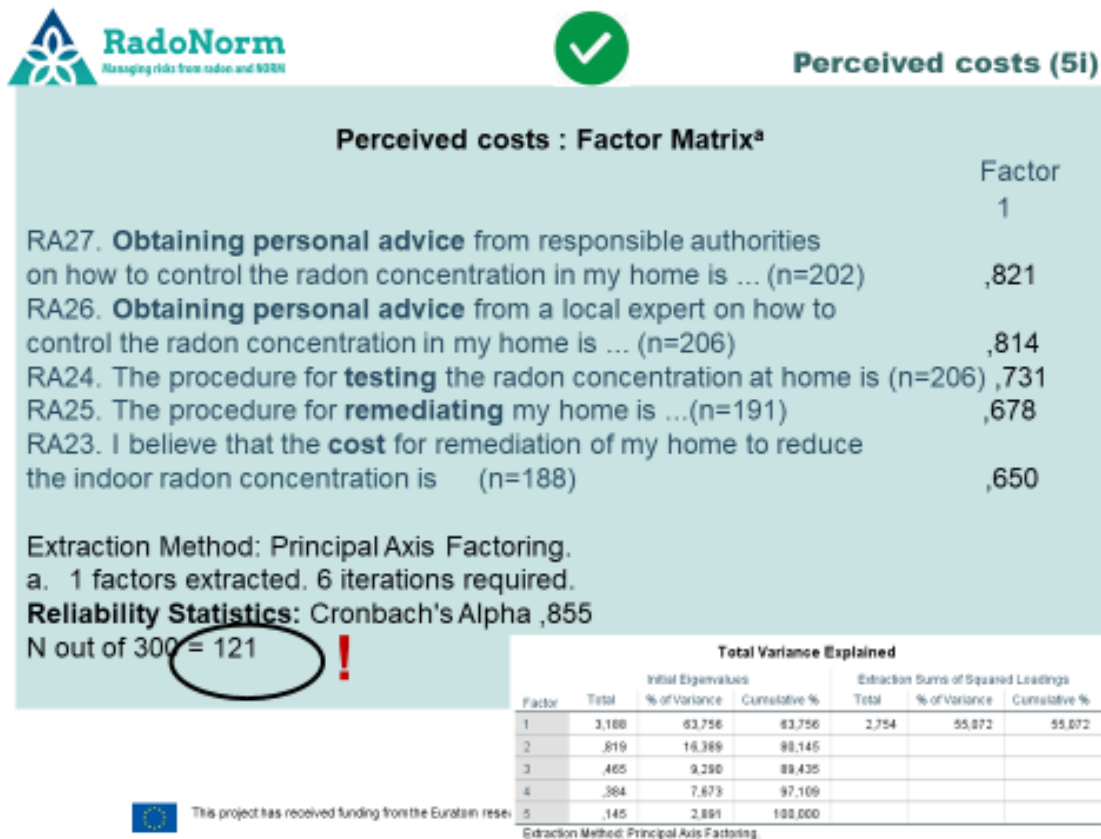 RadoNorm
Managing risks from radon and NORM
Perceived costs (5i)
Perceived costs : Factor Matrixᵃ
Factor
1
RA27. Obtaining personal advice from responsible authorities
on how to control the radon concentration in my home is ... (n=202) ,821
RA26. Obtaining personal advice from a local expert on how to
control the radon concentration in my home is ... (n=206) ,814
RA24. The procedure for testing the radon concentration at home is (n=206) ,731
RA25. The procedure for remediating my home is ...(n=191) ,678
RA23. I believe that the cost for remediation of my home to reduce
the indoor radon concentration is (n=188) ,650
Extraction Method: Principal Axis Factoring.
a. 1 factors extracted. 6 iterations required.
Reliability Statistics: Cronbach's Alpha ,855
N out of 300 = 121 !
Total Variance Explained
Initial Eigenvalues Extraction Sums of Squared Loadings
Factor Total % of Variance Cumulative % Total % of Variance Cumulative %
1 3,188 63,756 63,756 2,754 55,072 55,072
2 ,819 16,389 80,145
3 ,465 9,290 89,435
4 ,384 7,673 97,109
5 ,145 2,891 100,000
Extraction Method: Principal Axis Factoring.
This project has received funding from the Euratom rese